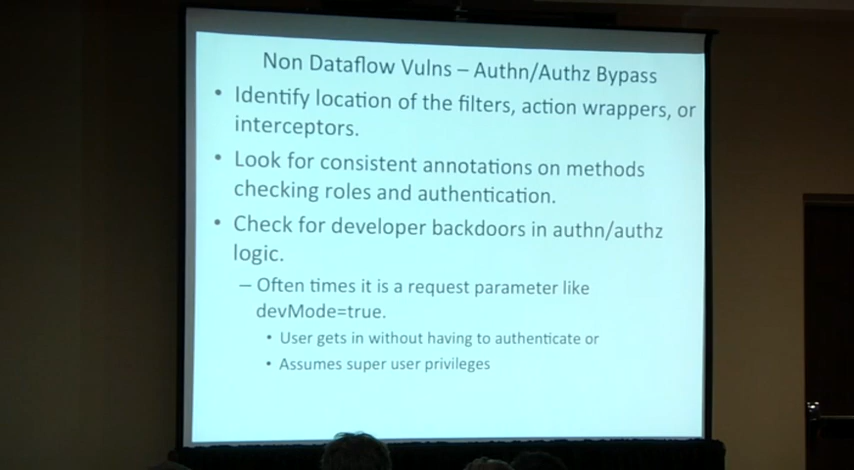 Non Dataflow Vulns – Authn/Authz Bypass
• Identify location of the filters, action wrappers, or
interceptors.
• Look for consistent annotations on methods
checking roles and authentication.
• Check for developer backdoors in authn/authz
logic.
– Often times it is a request parameter like
devMode=true.
• User gets in without having to authenticate or
• Assumes super user privileges